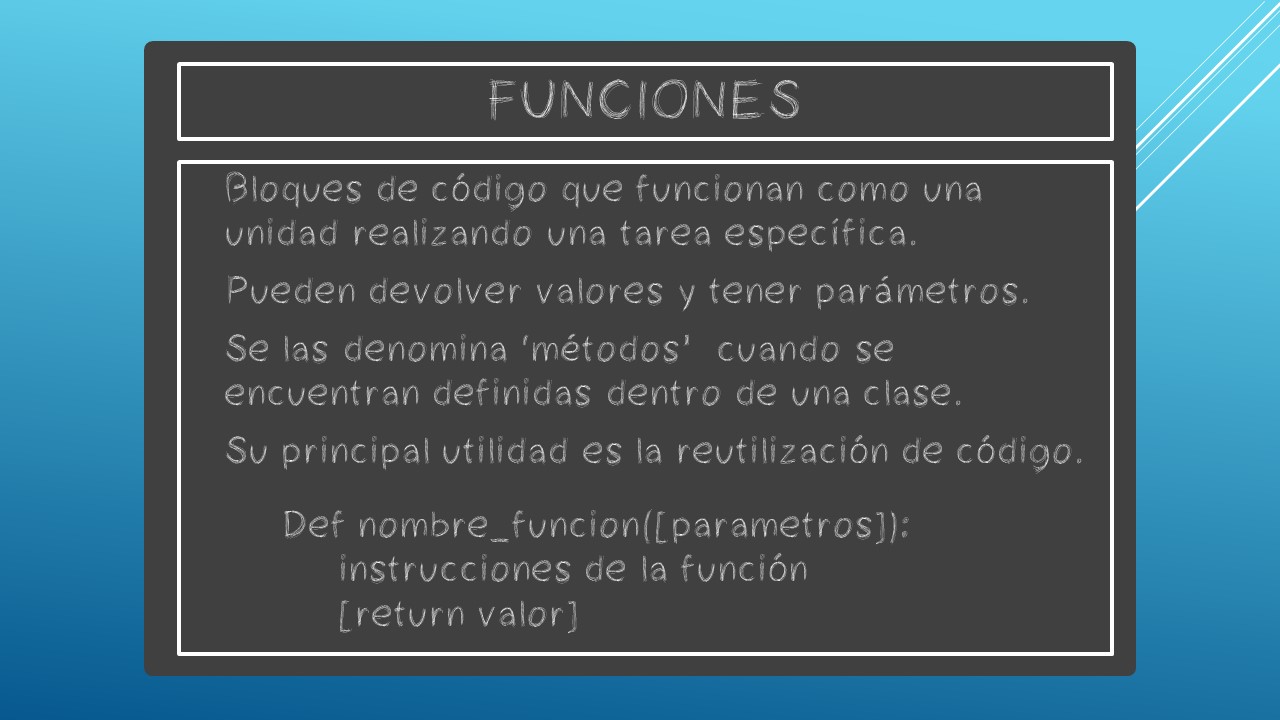 FUNCIONES
Bloques de código que funcionan como una
unidad realizando una tarea específica.
Pueden devolver valores y tener parámetros.
Se las denomina ‘métodos’ cuando se
encuentran definidas dentro de una clase.
Su principal utilidad es la reutilización de código.
Def nombre_funcion([parametros]):
instrucciones de la función
[return valor]